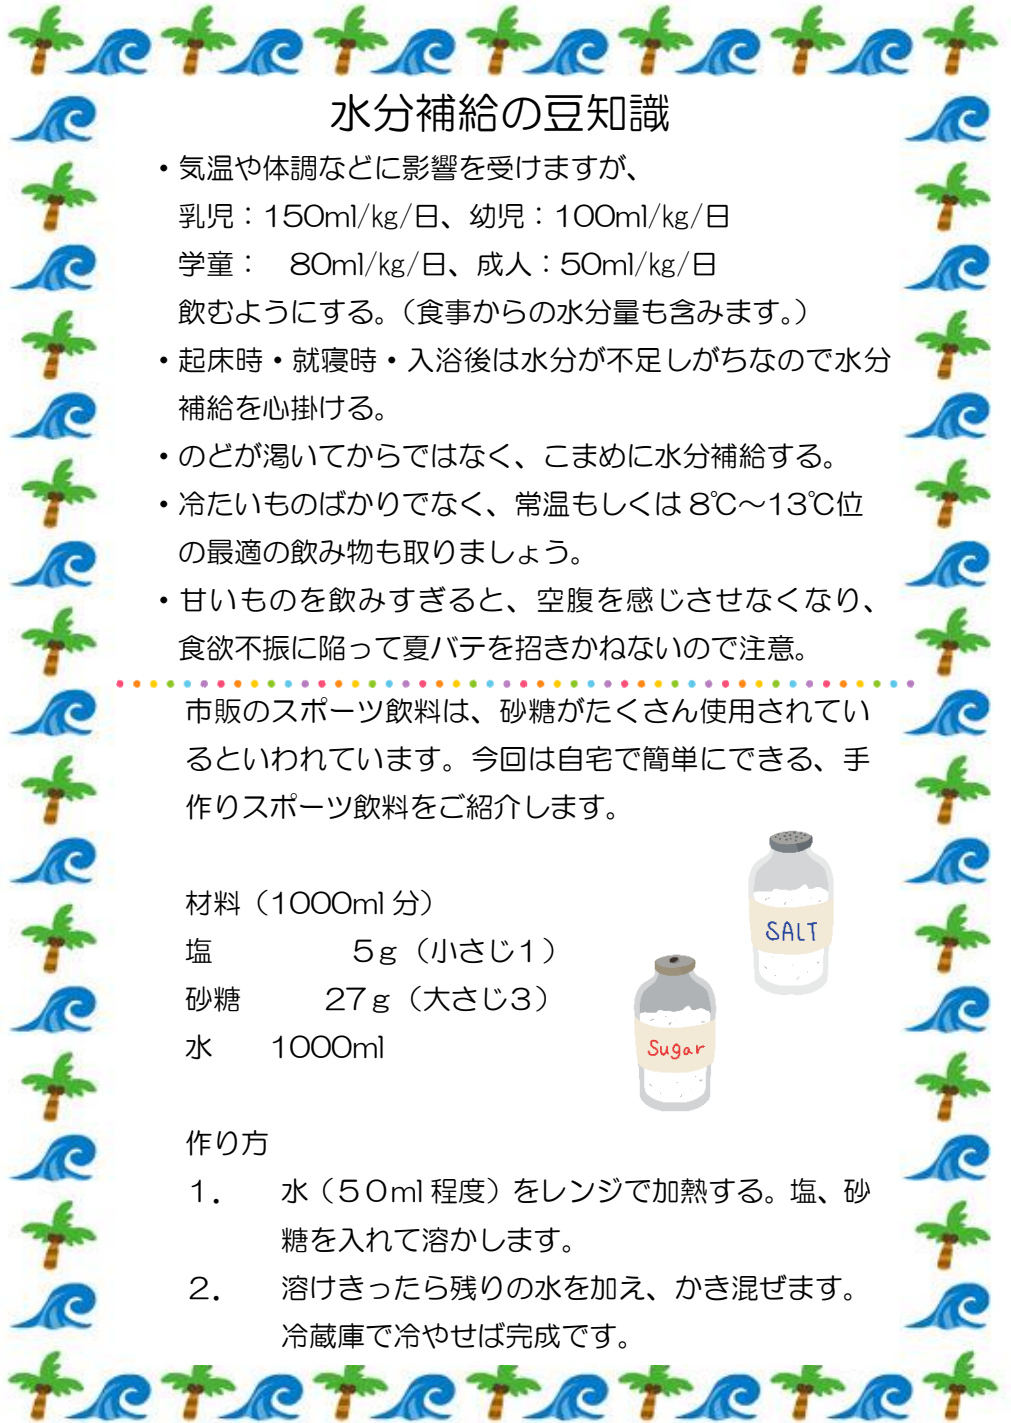 水分補給の豆知識
・気温や体調などに影響を受けますが、
乳児：150ml/㎏/日、幼児：100ml/㎏/日
学童：　80ml/㎏/日、成人：50ml/㎏/日
飲むようにする。（食事からの水分量も含みます。）
・起床時・就寝時・入浴後は水分が不足しがちなので水分
補給を心掛ける。
・のどが渇いてからではなく、こまめに水分補給する。
・冷たいものばかりでなく、常温もしくは 8℃～13℃位
の最適の飲み物も取りましょう。
・甘いものを飲みすぎると、空腹を感じさせなくなり、
食欲不振に陥って夏バテを招きかねないので注意。
市販のスポーツ飲料は、砂糖がたくさん使用されてい
るといわれています。今回は自宅で簡単にできる、手
作りスポーツ飲料をご紹介します。
材料（1000ml 分）
塩　　　　　5ｇ（小さじ１）
砂糖　　　27ｇ（大さじ３）
水　　1000ml
SALT
Sugar
作り方
１．　水（５０ml 程度）をレンジで加熱する。塩、砂
糖を入れて溶かします。
２．　溶けきったら残りの水を加え、かき混ぜます。
冷蔵庫で冷やせば完成です。